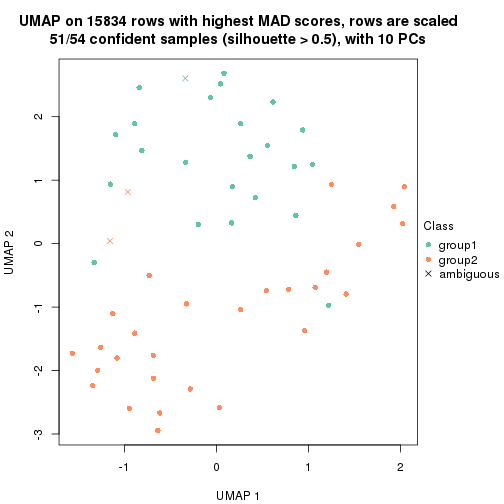 UMAP on 15834 rows with highest MAD scores, rows are scaled
51/54 confident samples (silhouette > 0.5), with 10 PCs
2
1
0
-1
-2
-3
UMAP 2
-1
0
1
2
UMAP 1
Class
group1
group2
ambiguous